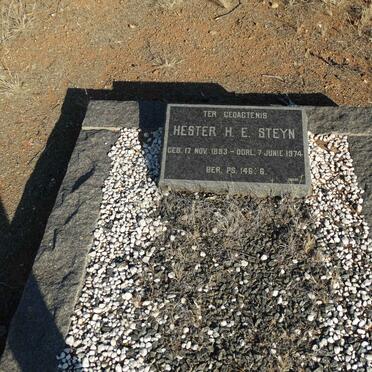 TER GEDAGTENIS
HESTER H. E. STEYN
GEB. 17 NOV. 1893 - OORL. 7 JUNIE 1974
BER. PS. 146: 6